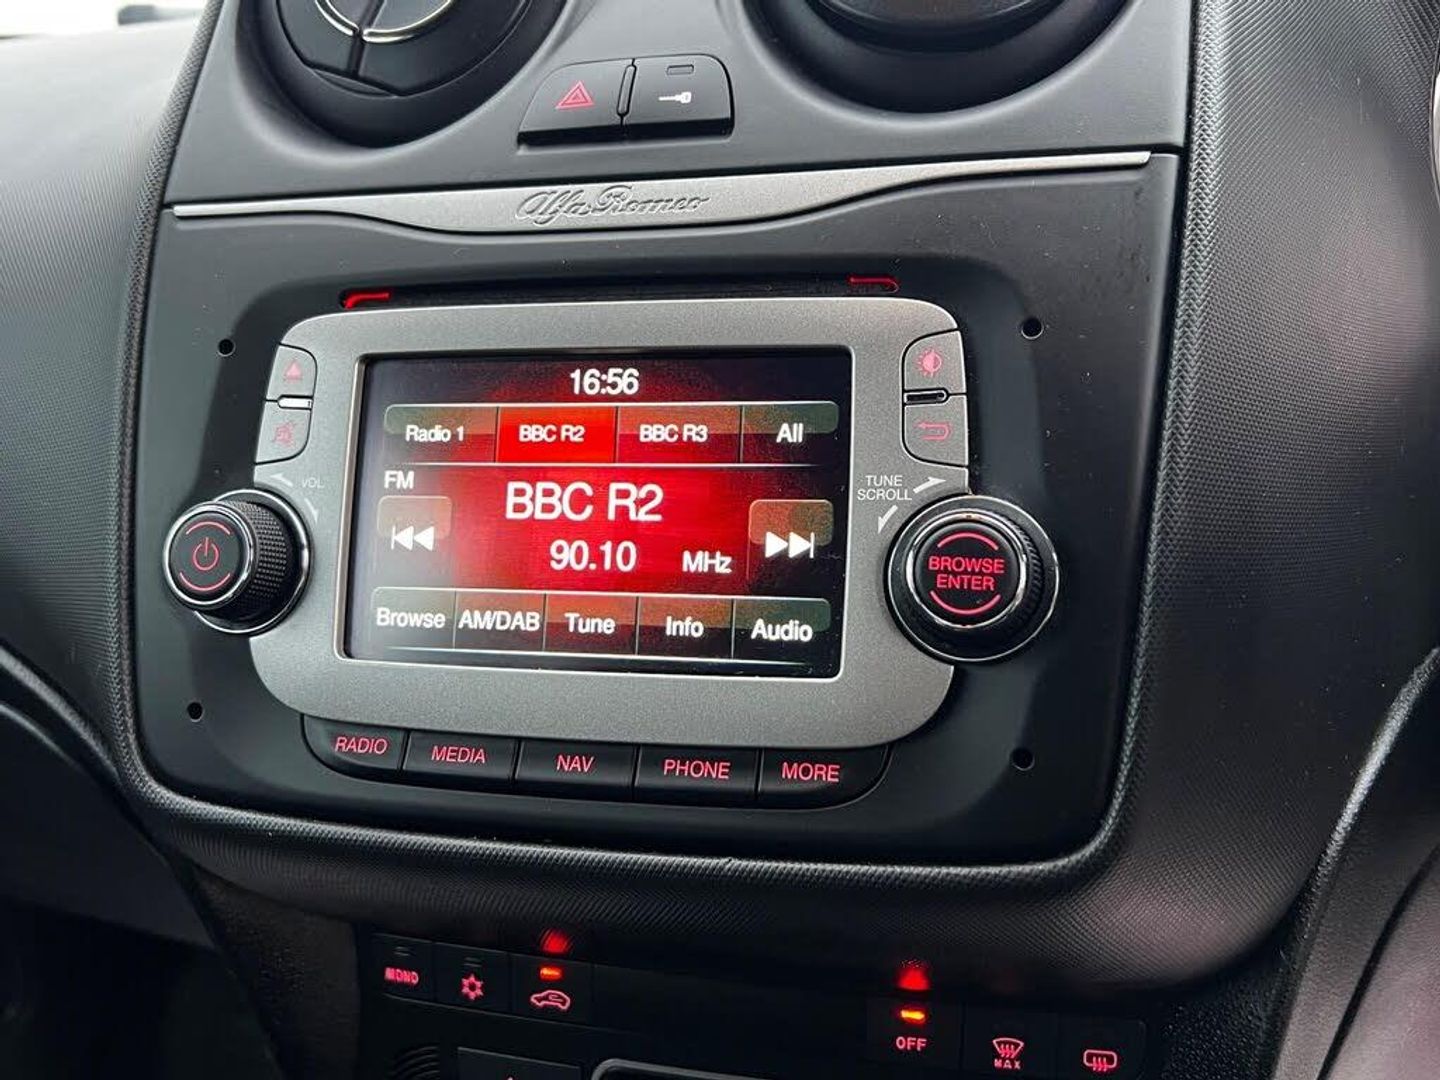 Alfa Romeo
16:56
Radio 1 BBC R2 BBC R3 All
FM
BBC R2
90.10 MHz
Browse AM/DAB Tune Info Audio
VOL
TUNE
SCROLL
BROWSE
ENTER
RADIO MEDIA NAV PHONE MORE
MONO
OFF
MAX